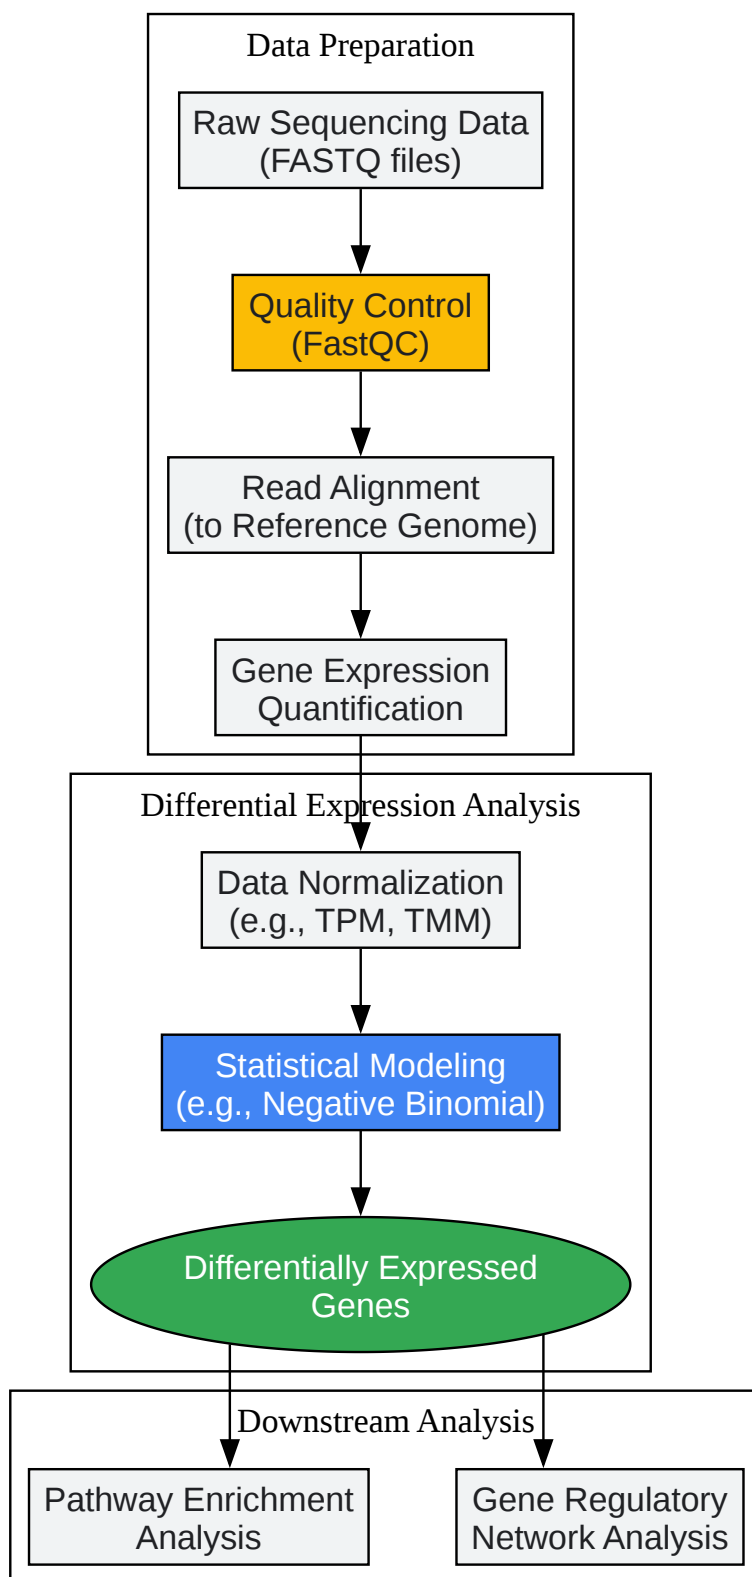 Data Preparation
Raw Sequencing Data
(FASTQ files)
Quality Control
(FastQC)
Read Alignment
(to Reference Genome)
Gene Expression
Quantification
Differential Expression Analysis
Data Normalization
(e.g., TPM, TMM)
Statistical Modeling
(e.g., Negative Binomial)
Differentially Expressed
Genes
Downstream Analysis
Pathway Enrichment
Analysis
Gene Regulatory
Network Analysis